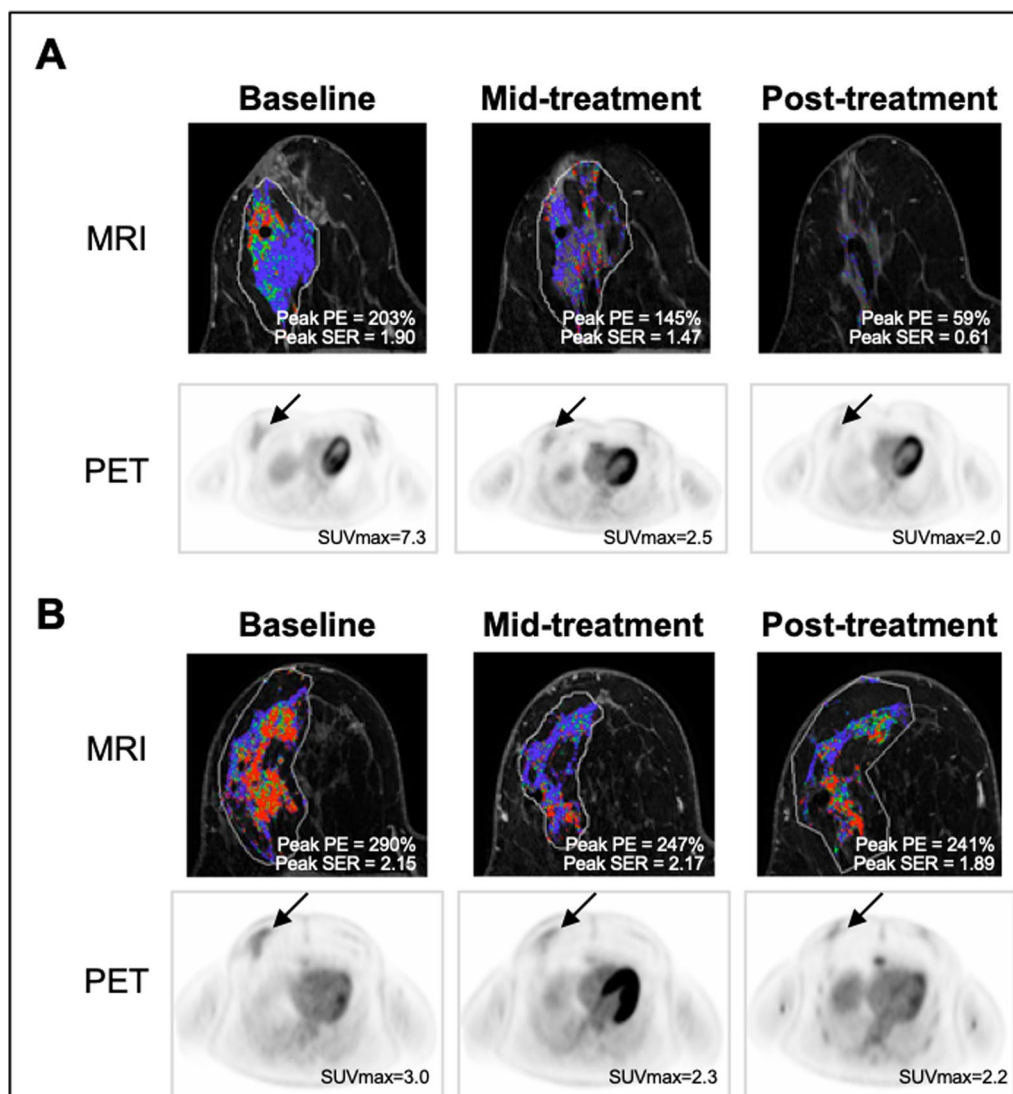 A
Baseline Mid-treatment Post-treatment
MRI
Peak PE = 203%
Peak SER = 1.90
Peak PE = 145%
Peak SER = 1.47
Peak PE = 59%
Peak SER = 0.61
PET
SUVmax=7.3
SUVmax=2.5
SUVmax=2.0
B
Baseline Mid-treatment Post-treatment
MRI
Peak PE = 290%
Peak SER = 2.15
Peak PE = 247%
Peak SER = 2.17
Peak PE = 241%
Peak SER = 1.89
PET
SUVmax=3.0
SUVmax=2.3
SUVmax=2.2